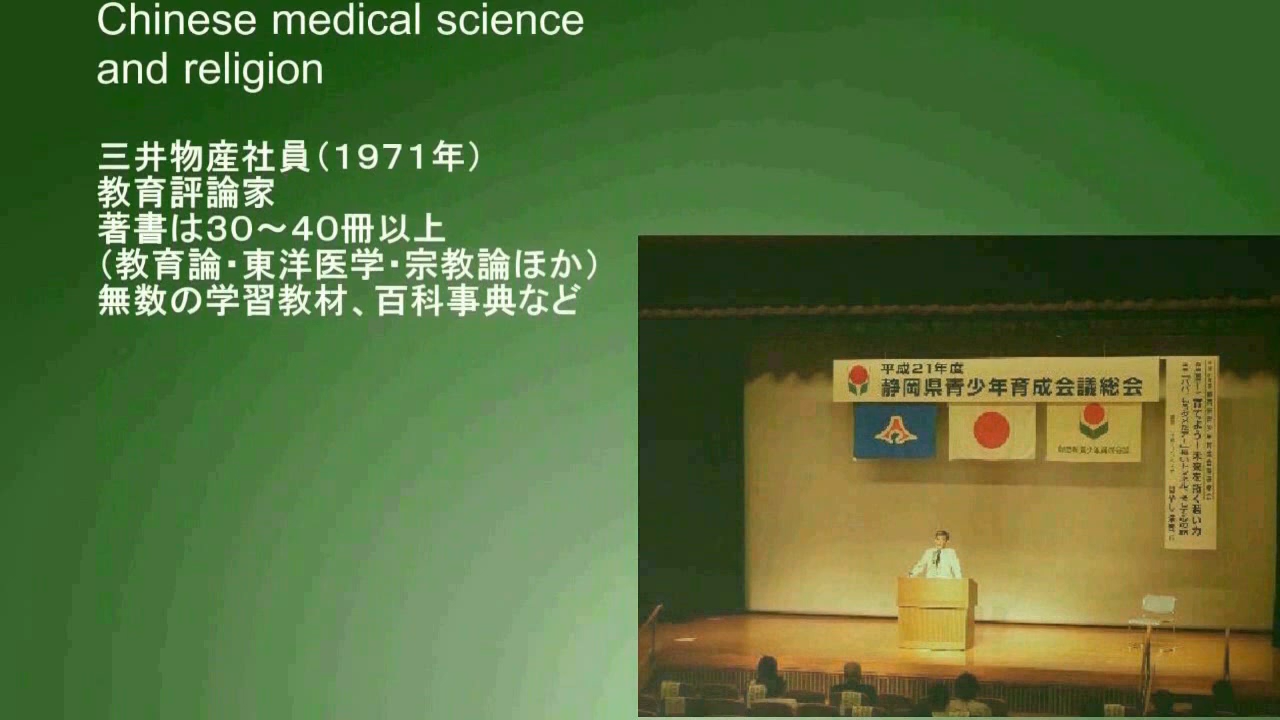 Chinese medical science
and religion
三井物産社員（１９７１年）
教育評論家
著書は３０～４０冊以上
（教育論・東洋医学・宗教論ほか）
無数の学習教材、百科事典など
平成21年度
静岡県青少年育成会議総会